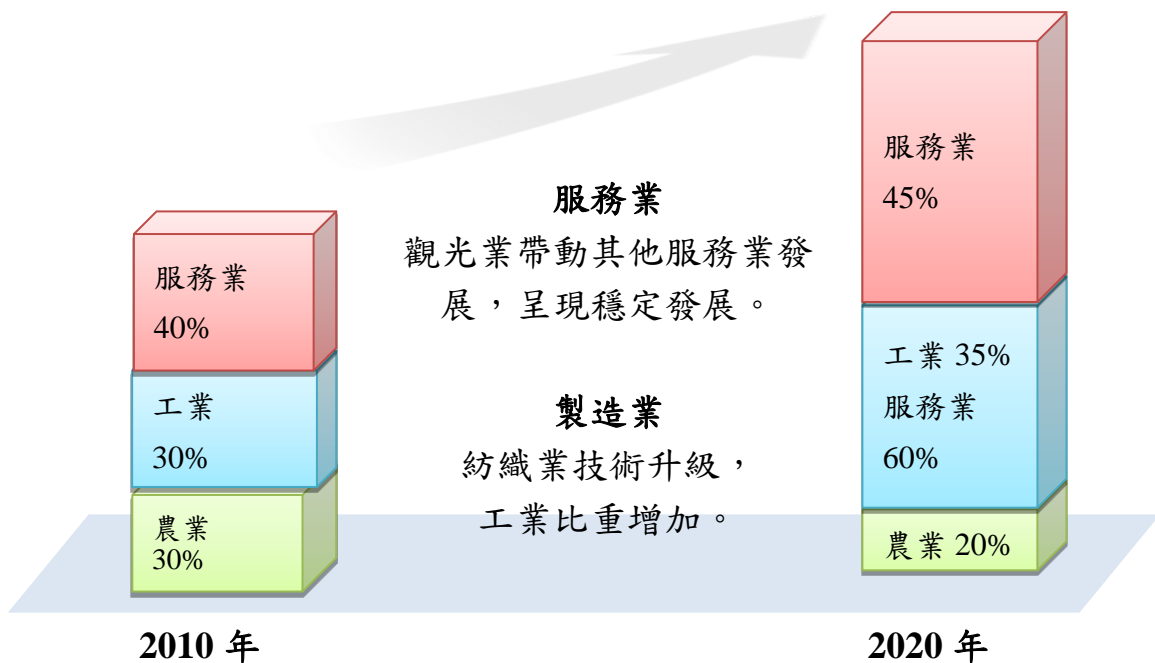 服務業
40%
工業
30%
農業
30%
2010 年
服務業
觀光業帶動其他服務業發
展，呈現穩定發展。
製造業
紡織業技術升級，
工業比重增加。
服務業
45%
工業 35%
服務業
60%
農業 20%
2020 年